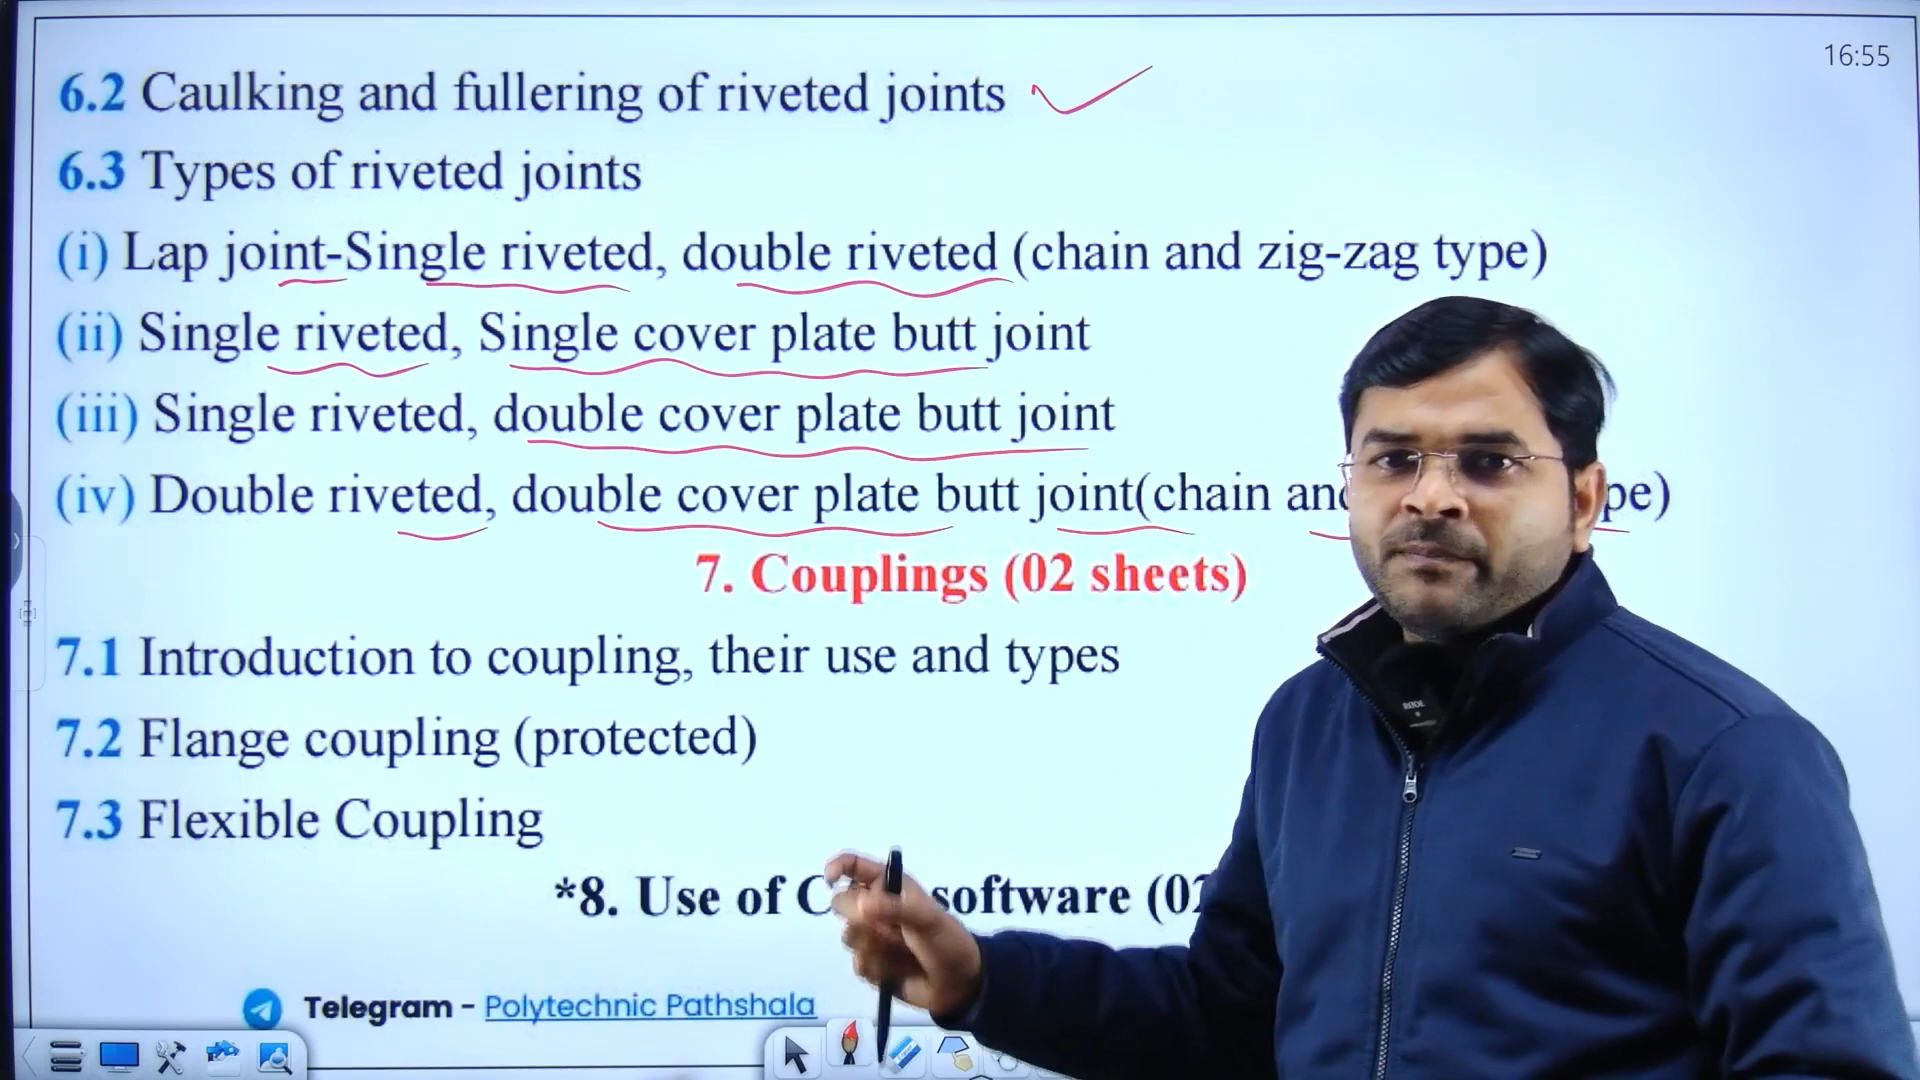 16:55
6.2 Caulking and fullering of riveted joints
6.3 Types of riveted joints
(i) Lap joint-Single riveted, double riveted (chain and zig-zag type)
(ii) Single riveted, Single cover plate butt joint
(iii) Single riveted, double cover plate butt joint
(iv) Double riveted, double cover plate butt joint(chain
7. Couplings (02 sheets)
7.1 Introduction to coupling, their use and types
7.2 Flange coupling (protected)
7.3 Flexible Coupling
*8. Use of software
Telegram - Polytechnic Pathshala
RØDE